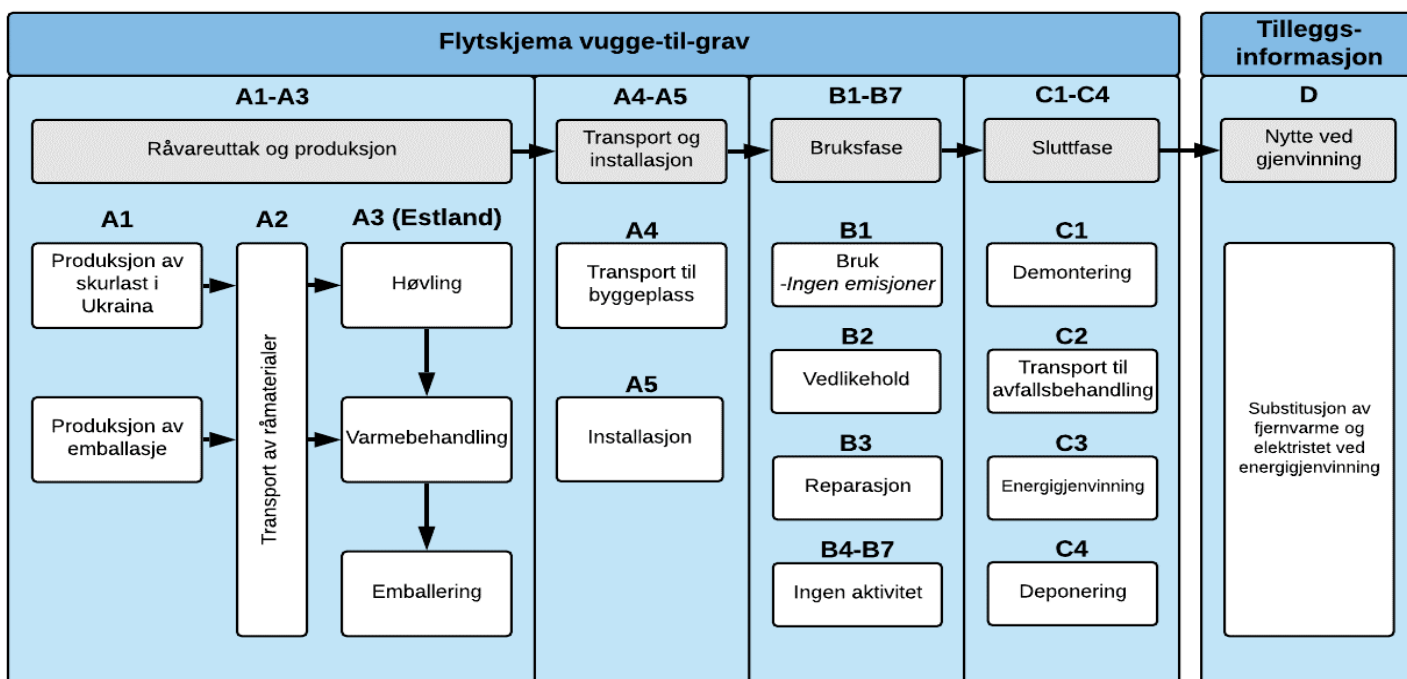 Flytskjema vugge-til-grav
Tilleggs-
informasjon
A1-A3
A4-A5
B1-B7
C1-C4
D
Råvareuttak og produksjon
Transport og
installasjon
Bruksfase
Sluttfase
Nytte ved
gjenvinning
A1
Produksjon av
skurlast i
Ukraina
Produksjon av
emballasje
A2
Transport av råmaterialer
A3 (Estland)
Høvling
Varmebehandling
Emballering
A4
Transport til
byggeplass
A5
Installasjon
B1
Bruk
-Ingen emisjoner
B2
Vedlikehold
B3
Reparasjon
B4-B7
Ingen aktivitet
C1
Demontering
C2
Transport til
avfallsbehandling
C3
Energigjenvinning
C4
Deponering
Substitusjon av
fjernvarme og
elektristet ved
energigjenvinning